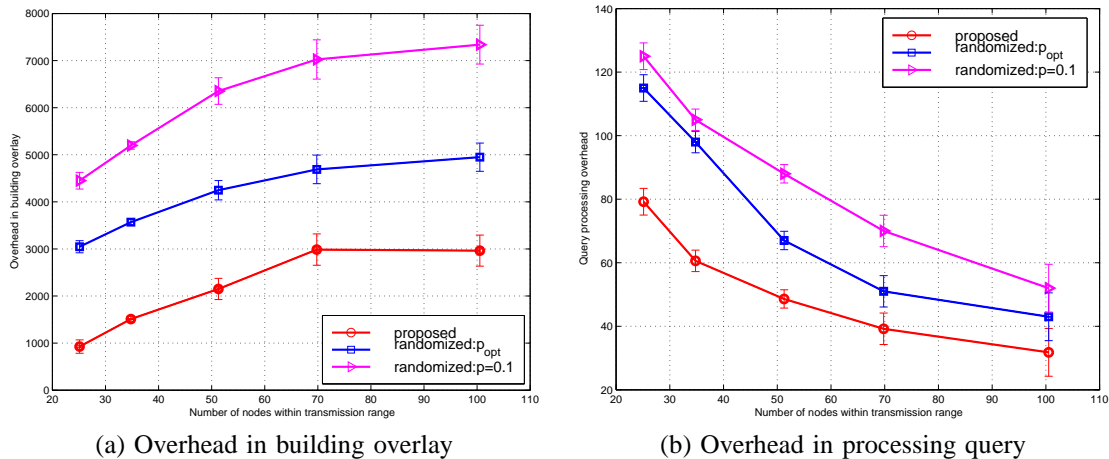 8000
7000
6000
5000
4000
3000
2000
1000
0
Overhead in building overlay
20 30 40 50 60 70 80 90 100 110
Number of nodes within transmission range
proposed
randomized:p_opt
randomized:p=0.1
(a) Overhead in building overlay
140
120
100
80
60
40
20
Query processing overhead
20 30 40 50 60 70 80 90 100 110
Number of nodes within transmission range
proposed
randomized:p_opt
randomized:p=0.1
(b) Overhead in processing query